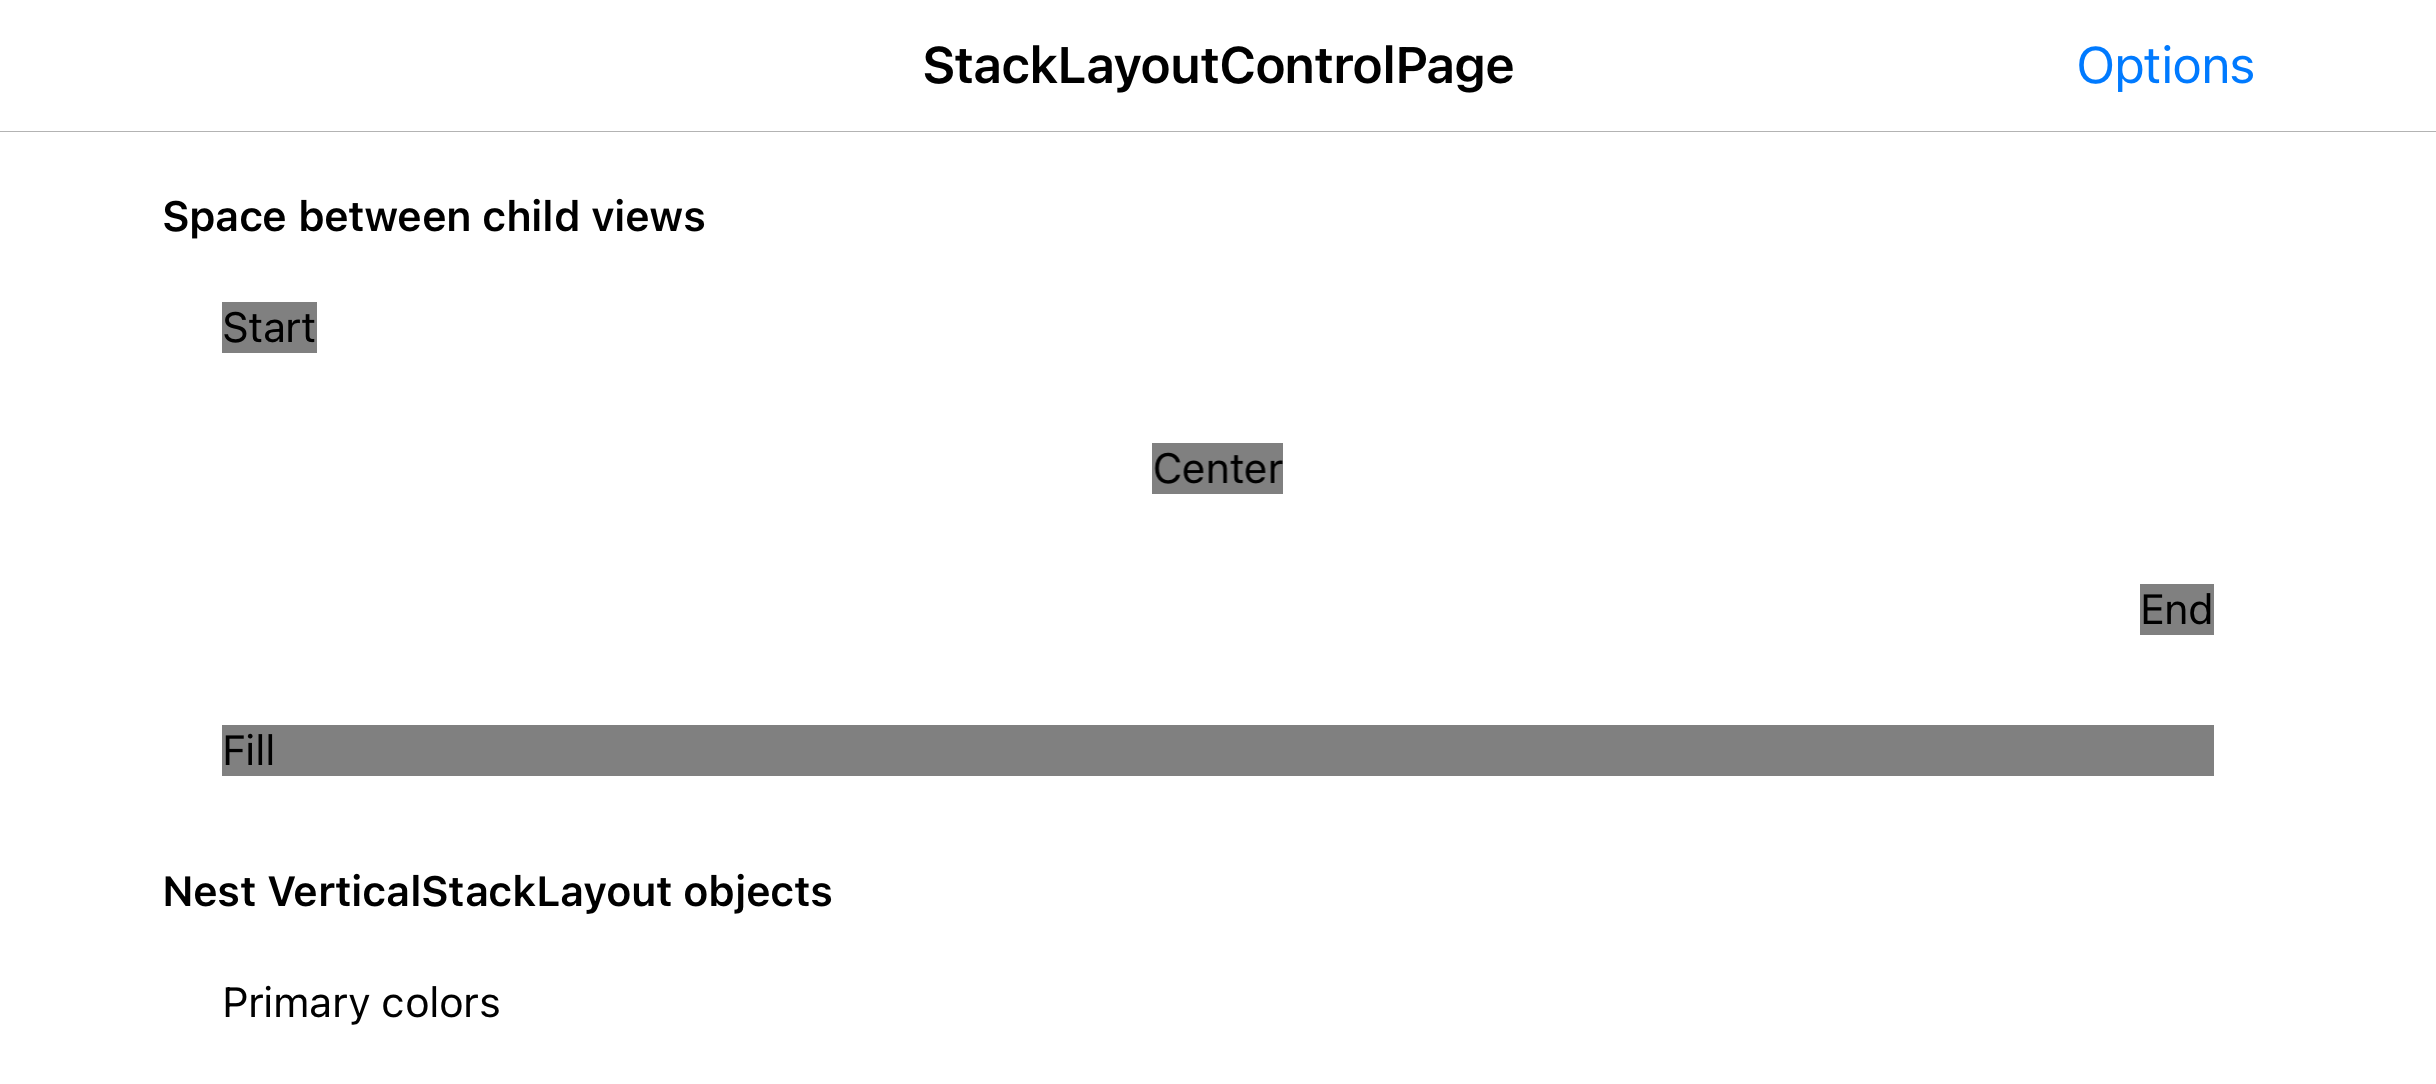 StackLayoutControlPage
Options
Space between child views
Start
Center
End
Fill
Nest VerticalStackLayout objects
Primary colors